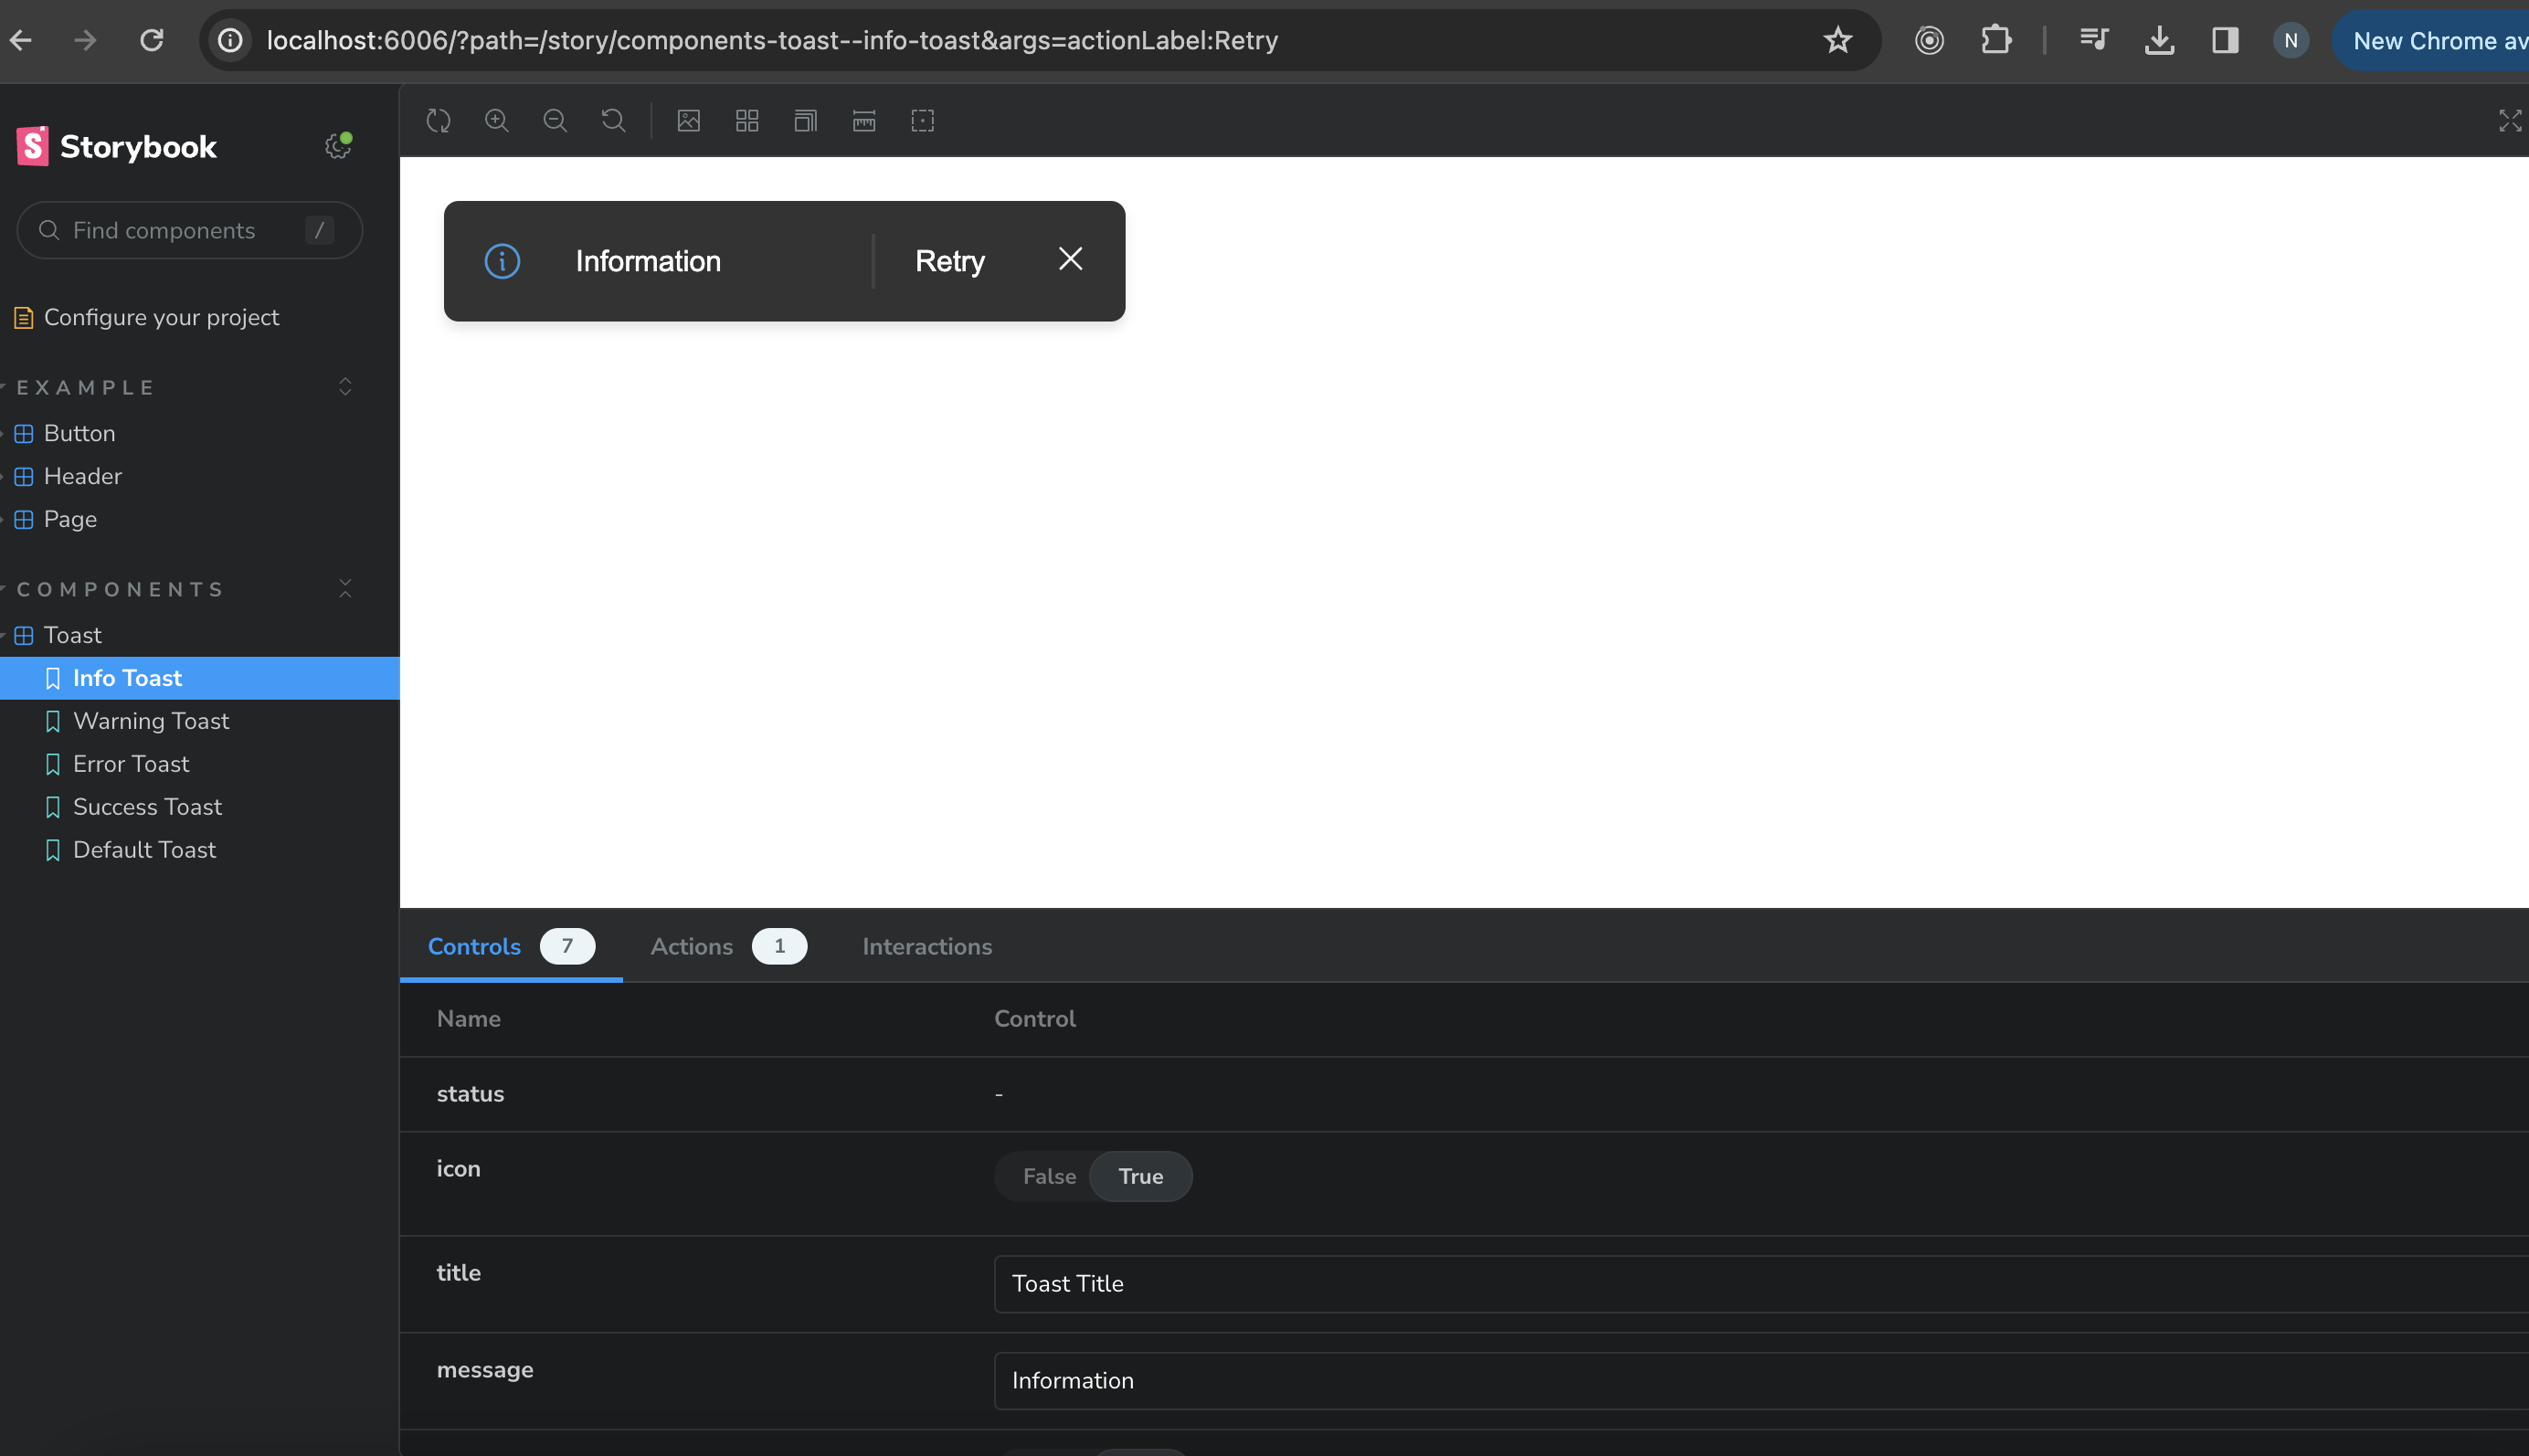 localhost:6006/?path=/story/components-toast--info-toast&args=actionLabel:Retry
N
New Chrome av
S Storybook
Find components /
Configure your project
EXAMPLE
Button
Header
Page
COMPONENTS
Toast
Info Toast
Warning Toast
Error Toast
Success Toast
Default Toast
Information Retry
Controls 7 Actions 1 Interactions
Name Control
status -
icon False True
title Toast Title
message Information